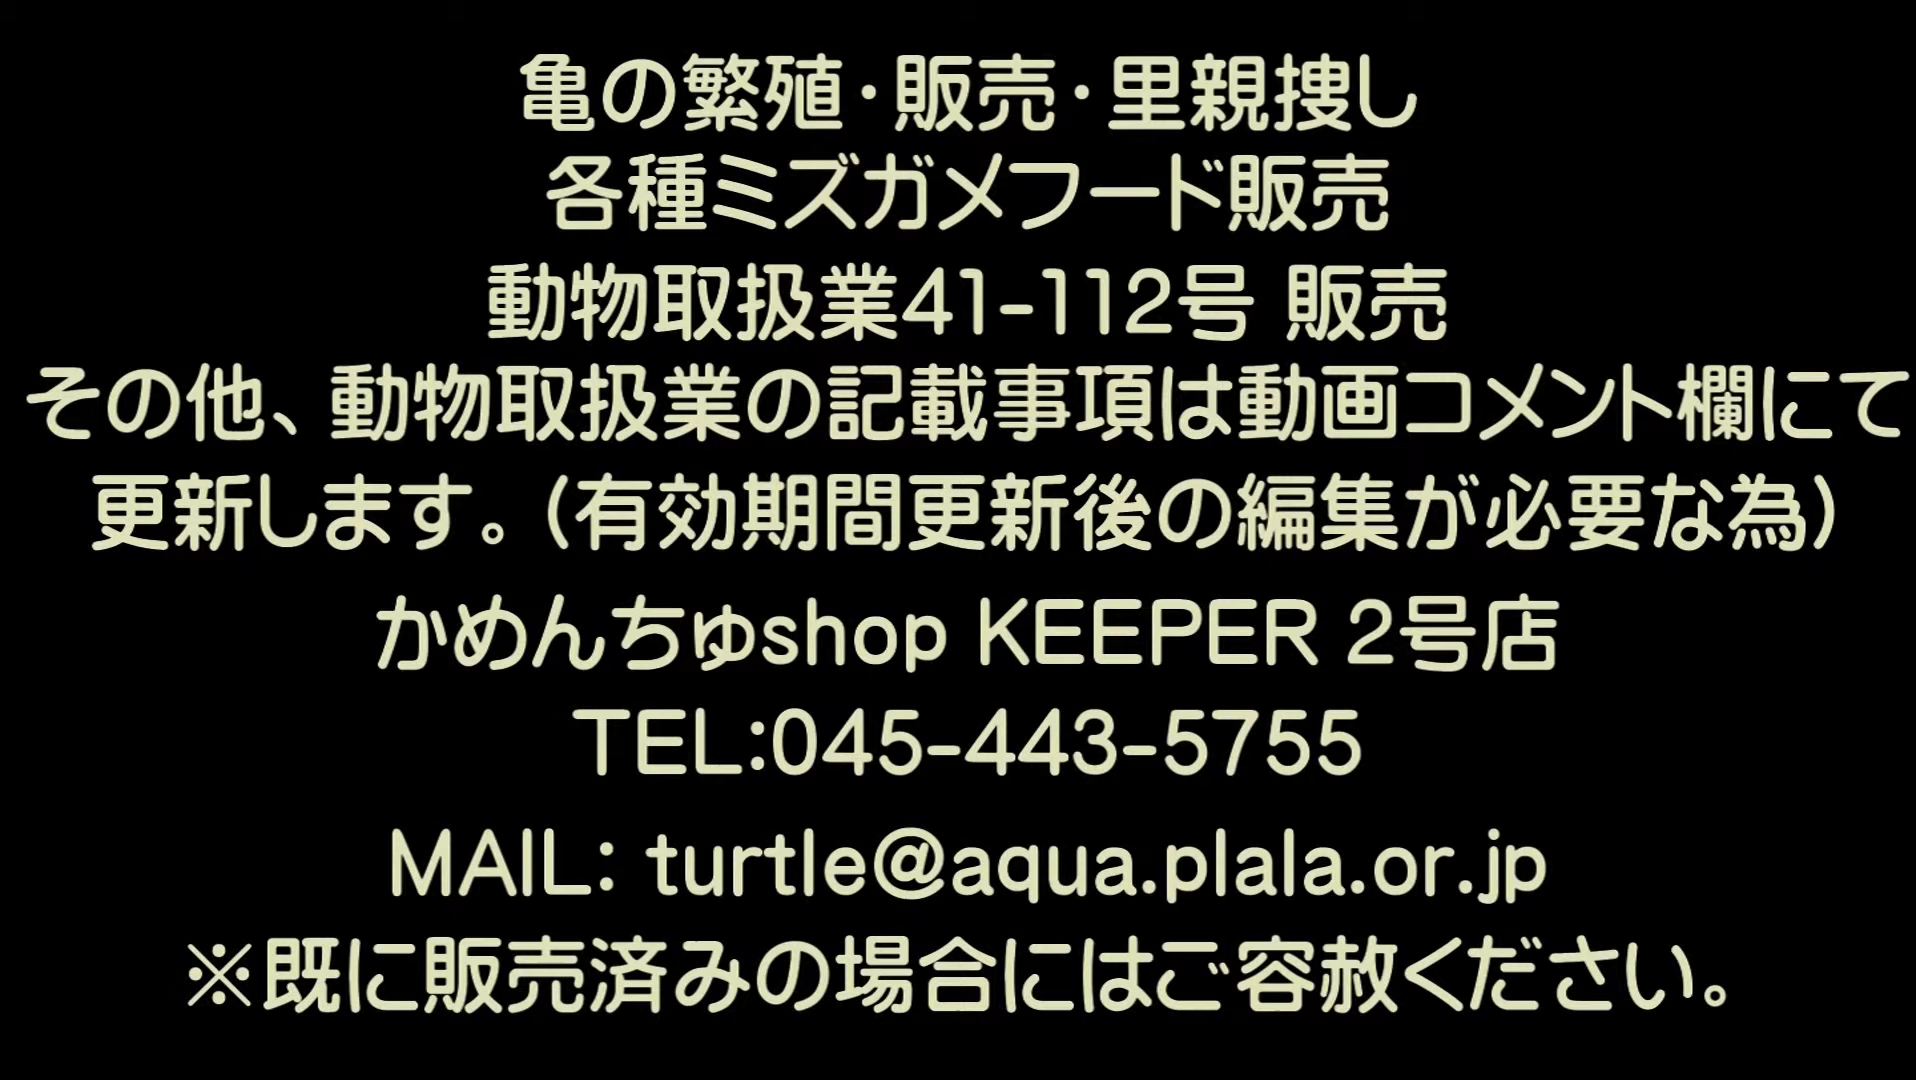 亀の繁殖・販売・里親捜し
各種ミズガメフード販売
動物取扱業41-112号 販売
その他、動物取扱業の記載事項は動画コメント欄にて
更新します。(有効期間更新後の編集が必要な為)
かめんちゅshop KEEPER 2号店
TEL:045-443-5755
MAIL: turtle@aqua.plala.or.jp
※既に販売済みの場合にはご容赦ください。